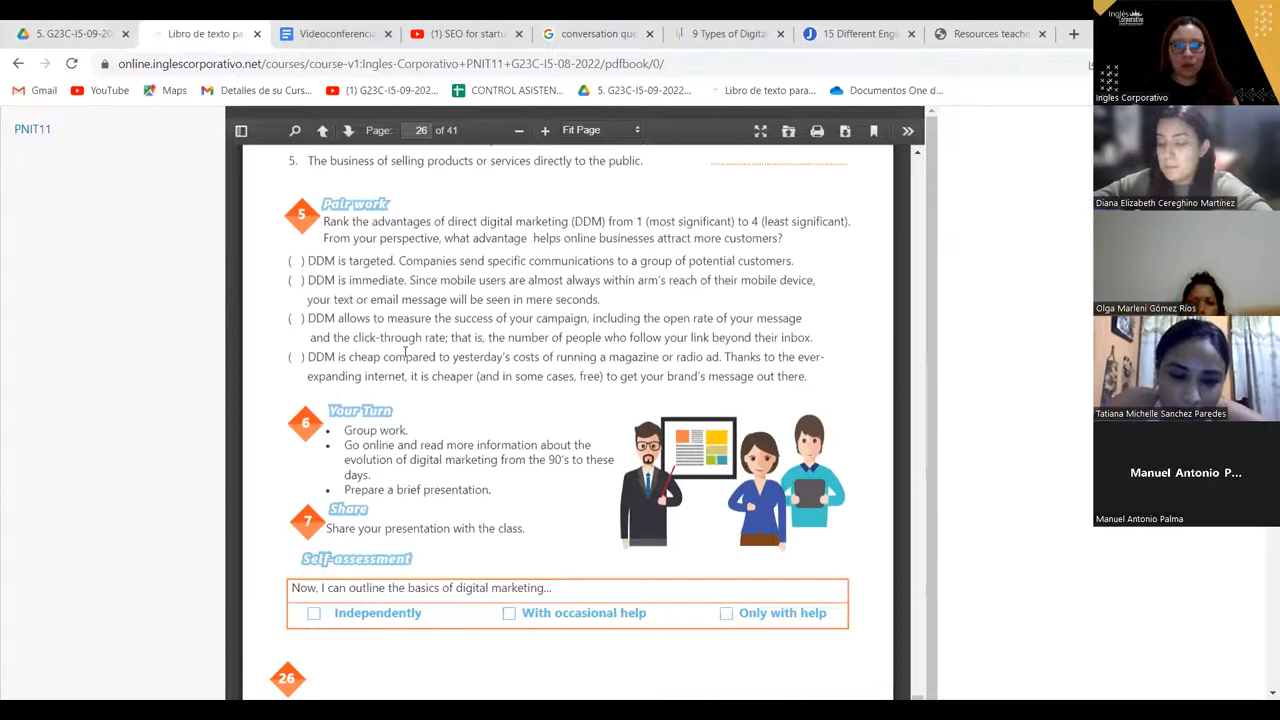 5. G23C-I5-09-20
Libro de texto pa
Videoconferencia
(1) SEO for startu
conversation que
9 Types of Digita
15 Different Engl
Resources teache
online.inglescorporativo.net/courses/course-v1:Ingles-Corporativo+PNIT11+G23C-I5-08-2022/pdfbook/0/
Gmail
YouTube
Maps
Detalles de su Curs...
(1) G23C-I5-09-202...
CONTROL ASISTEN...
5. G23C-I5-09-2022...
Libro de texto para...
Documentos One d...
PNIT11
Page: 26 of 41
Fit Page
5. The business of selling products or services directly to the public.
5 Pair work
Rank the advantages of direct digital marketing (DDM) from 1 (most significant) to 4 (least significant).
From your perspective, what advantage helps online businesses attract more customers?
( ) DDM is targeted. Companies send specific communications to a group of potential customers.
( ) DDM is immediate. Since mobile users are almost always within arm's reach of their mobile device,
your text or email message will be seen in mere seconds.
( ) DDM allows to measure the success of your campaign, including the open rate of your message
and the click-through rate; that is, the number of people who follow your link beyond their inbox.
( ) DDM is cheap compared to yesterday's costs of running a magazine or radio ad. Thanks to the ever-
expanding internet, it is cheaper (and in some cases, free) to get your brand's message out there.
6 Your Turn
• Group work.
• Go online and read more information about the
evolution of digital marketing from the 90's to these
days.
• Prepare a brief presentation.
7 Share
Share your presentation with the class.
Self-assessment
Now, I can outline the basics of digital marketing...
Independently
With occasional help
Only with help
26
Inglés
Corporativo
Ingles Corporativo
Diana Elizabeth Cereghino Martínez
Olga Marleni Gómez Ríos
Tatiana Michelle Sanchez Paredes
Manuel Antonio P...
Manuel Antonio Palma